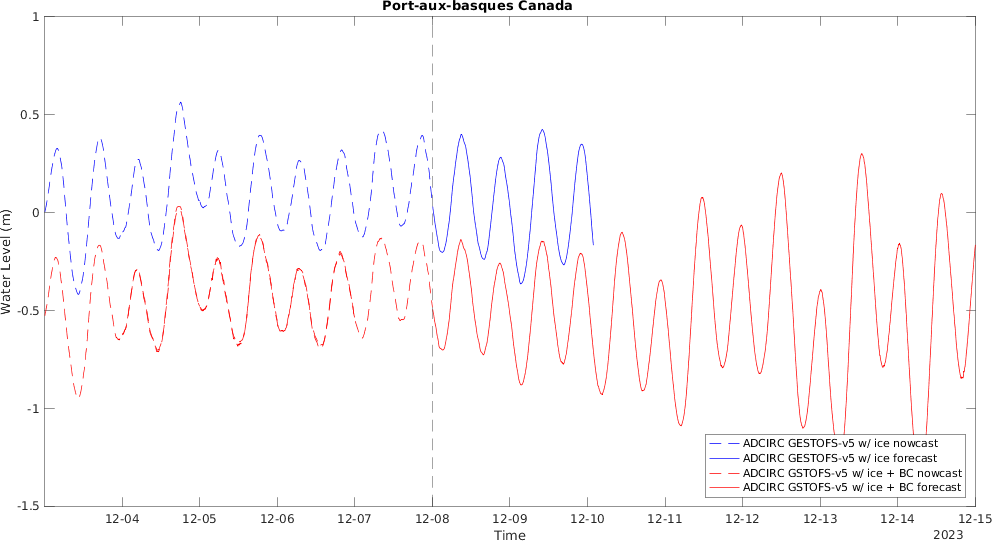 Port-aux-basques Canada
1
0.5
0
-0.5
-1
-1.5
Water Level (m)
ADCIRC GESTOFS-v5 w/ ice nowcast
ADCIRC GESTOFS-v5 w/ ice forecast
ADCIRC GSTOFS-v5 w/ ice + BC nowcast
ADCIRC GSTOFS-v5 w/ ice + BC forecast
12-04 12-05 12-06 12-07 12-08 12-09 12-10 12-11 12-12 12-13 12-14 12-15
Time
2023